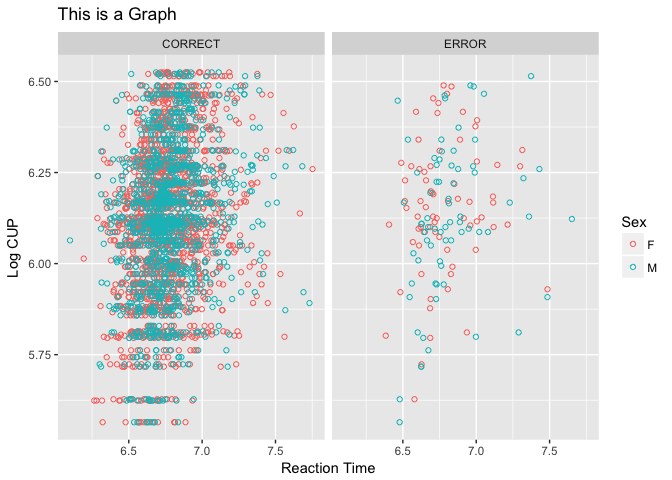 This is a Graph
CORRECT
ERROR
6.50
6.25
6.00
5.75
Log CUP
6.5
7.0
7.5
6.5
7.0
7.5
Reaction Time
Sex
F
M